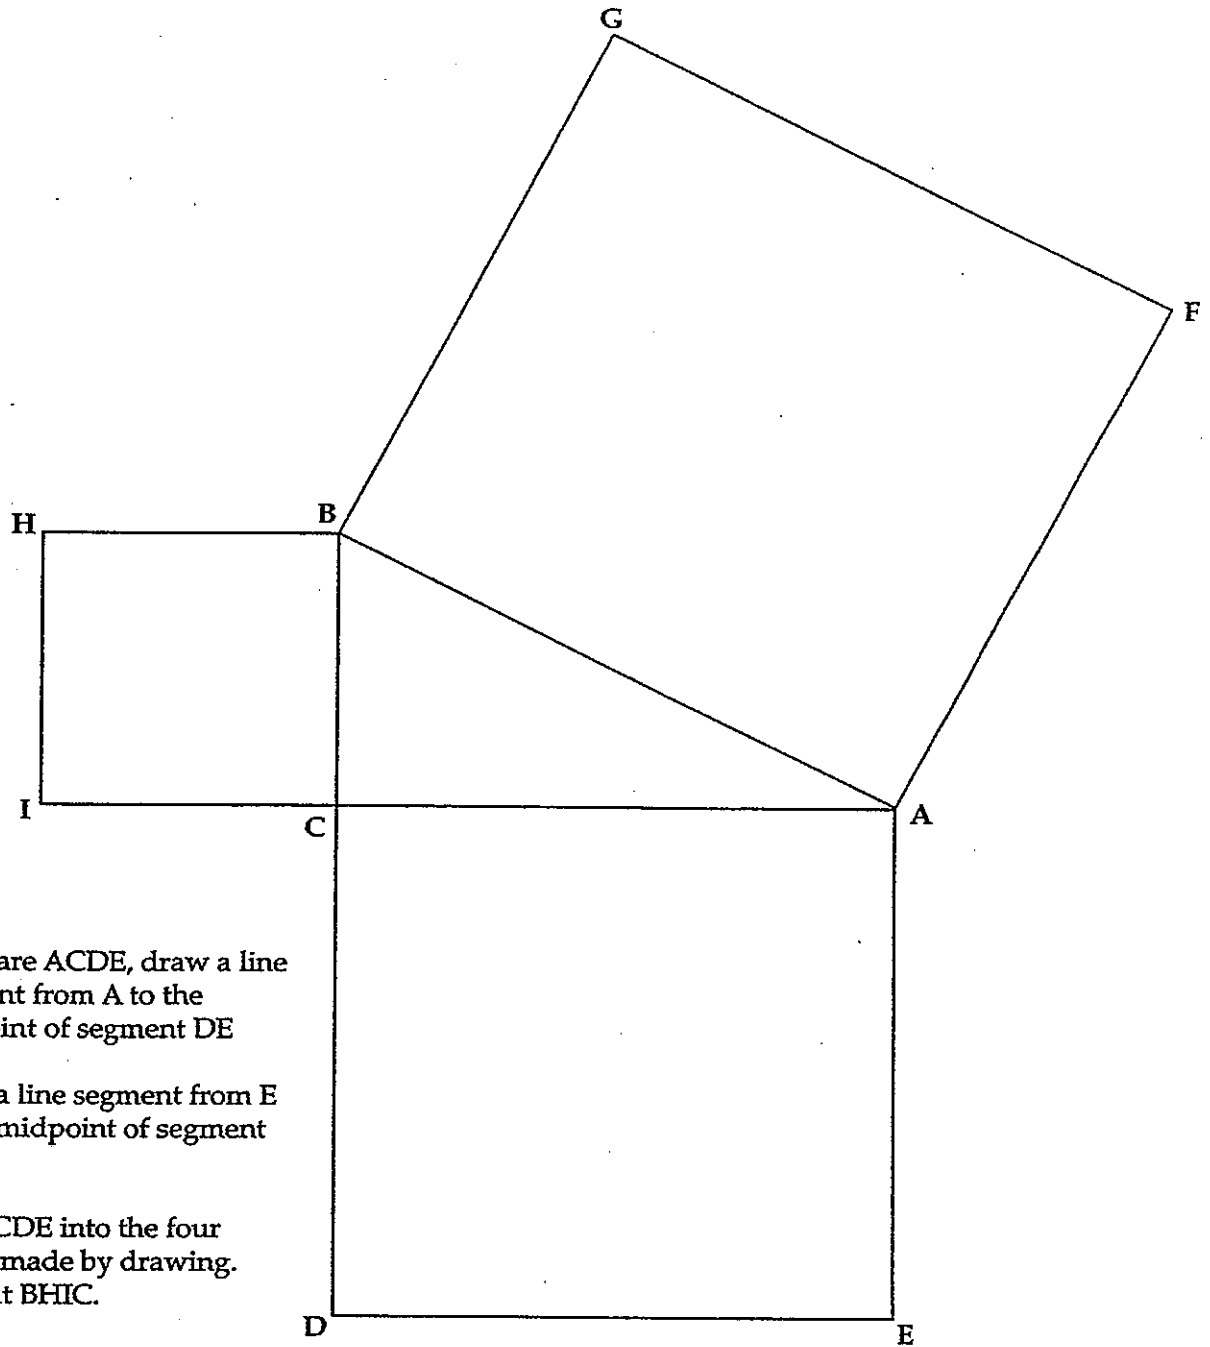 G
F
H
B
I
C
A
are ACDE, draw a line
nt from A to the
int of segment DE
a line segment from E
midpoint of segment
CDE into the four
made by drawing.
t BHIC.
D
E